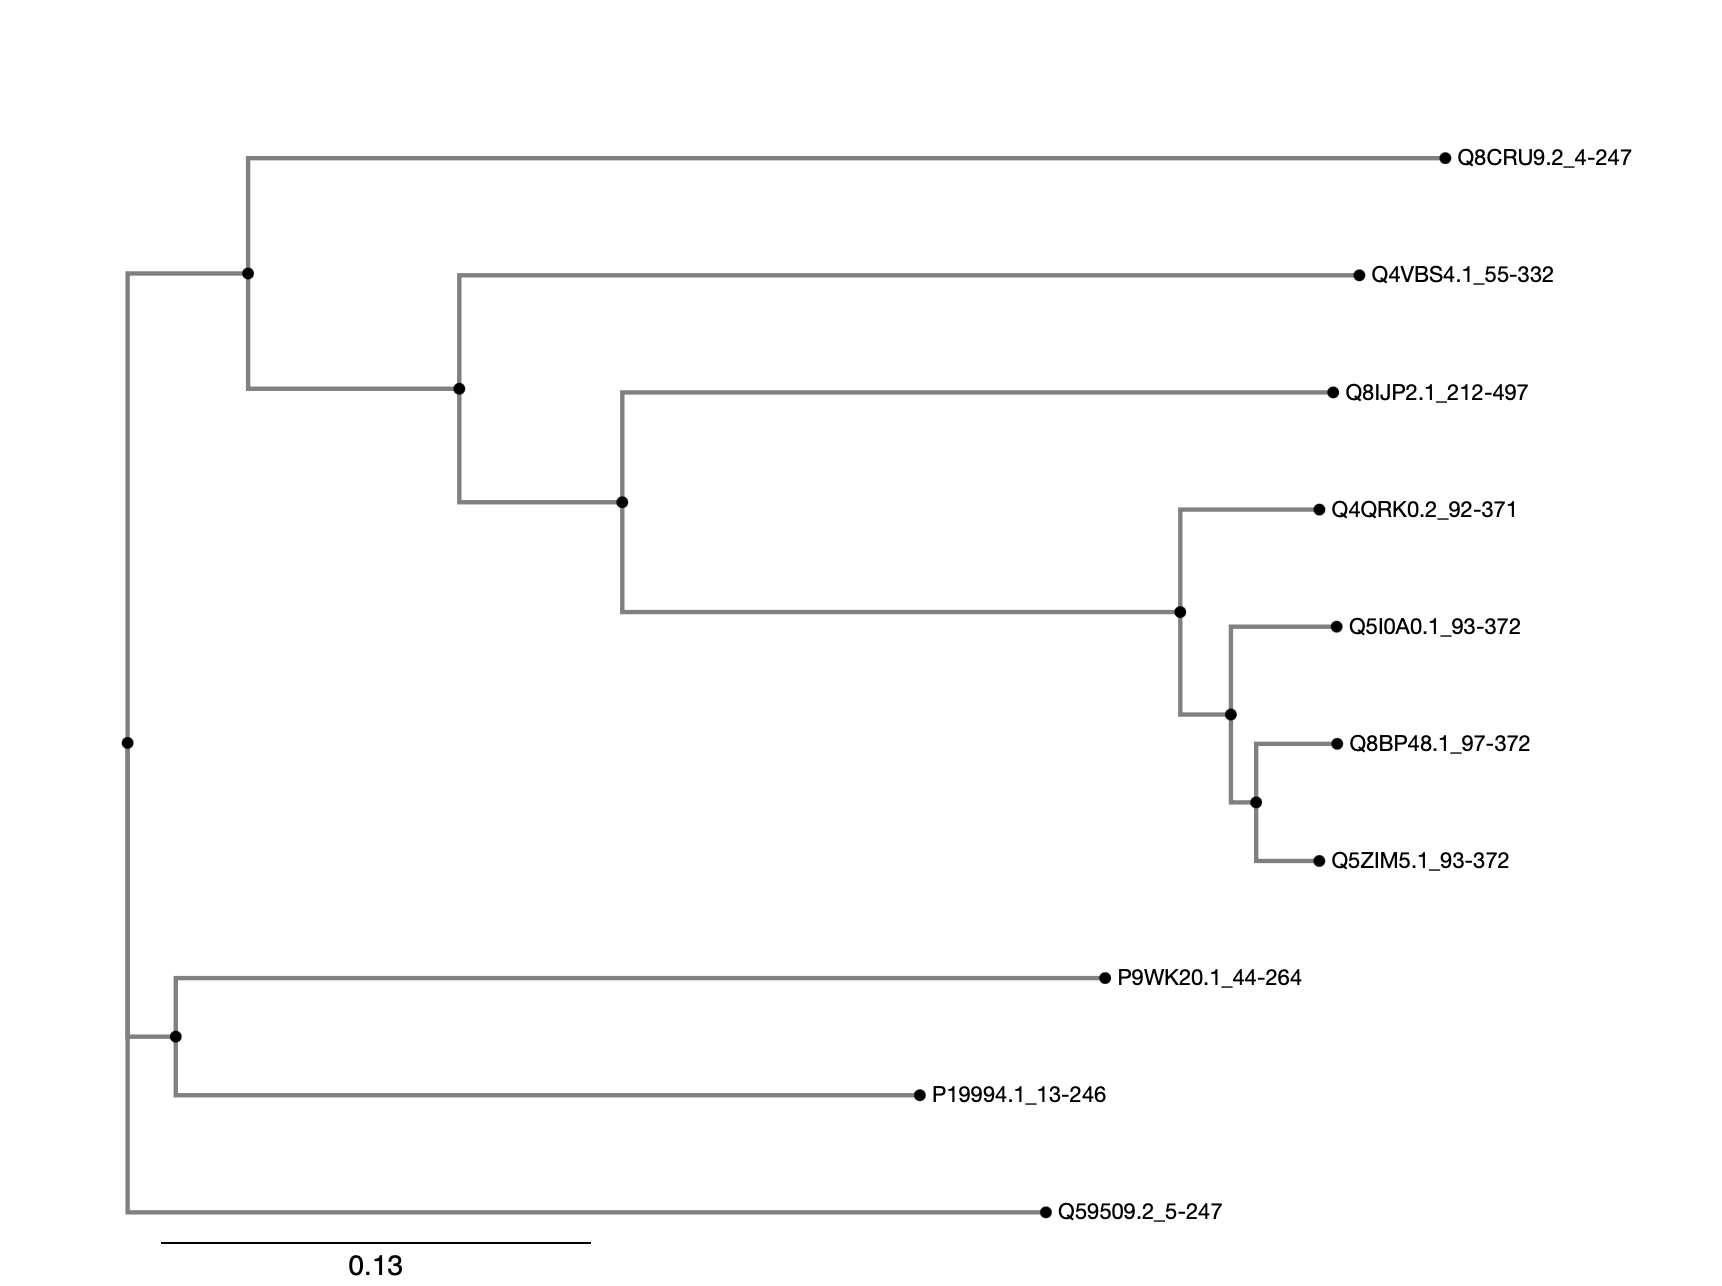 Q8CRU9.2_4-247
Q4VBS4.1_55-332
Q8IJP2.1_212-497
Q4QRK0.2_92-371
Q5I0A0.1_93-372
Q8BP48.1_97-372
Q5ZIM5.1_93-372
P9WK20.1_44-264
P19994.1_13-246
Q59509.2_5-247
0.13